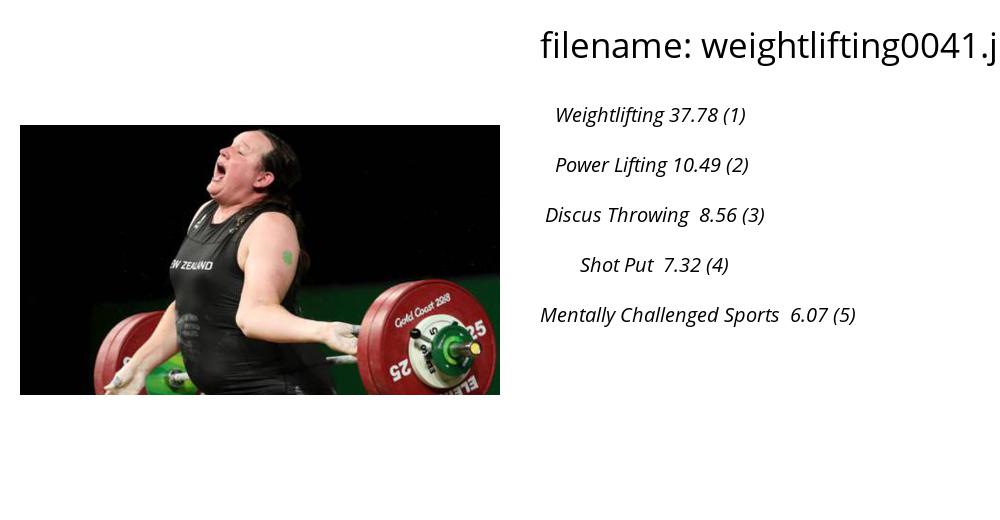 filename: weightlifting0041.j
Weightlifting 37.78 (1)
Power Lifting 10.49 (2)
Discus Throwing 8.56 (3)
Shot Put 7.32 (4)
Mentally Challenged Sports 6.07 (5)
EW ZEALAND
Gold Coast 2018
25
25